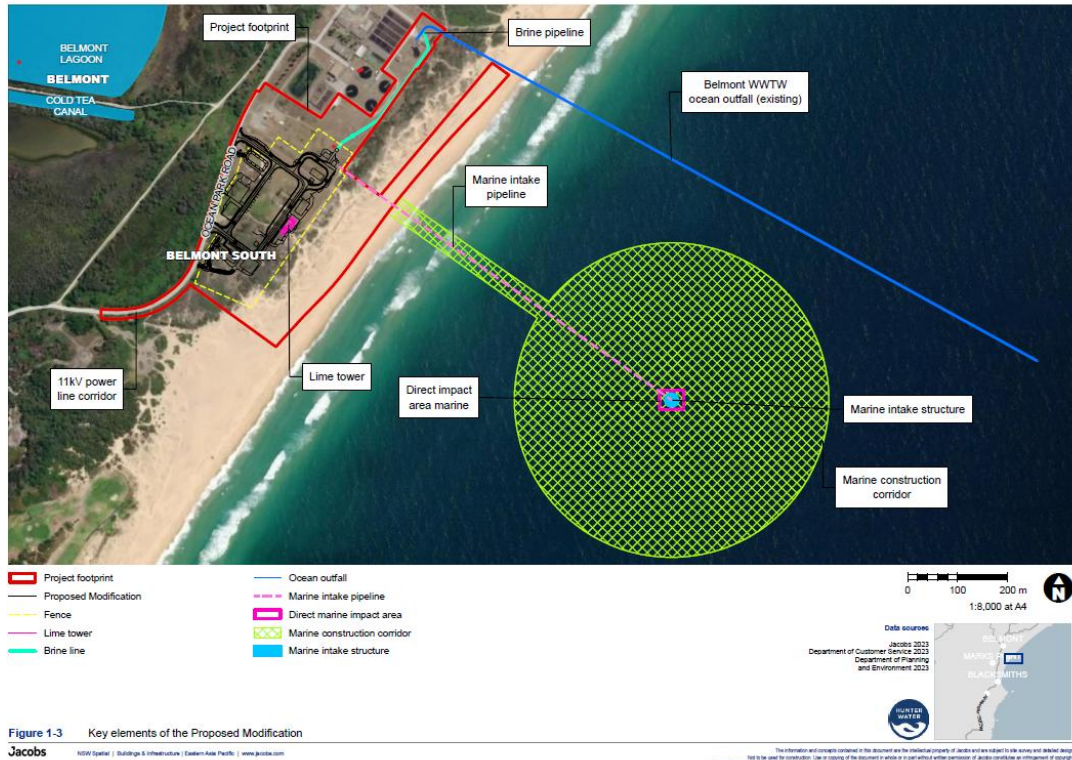 Project footprint
Brine pipeline
BELMONT
LAGOON
BELMONT
COLD TEA
CANAL
Belmont WWTW
ocean outfall (existing)
OCEAN PARK ROAD
Marine intake
pipeline
BELMONT SOUTH
11kV power
line corridor
Lime tower
Direct impact
area marine
Marine intake structure
Marine construction
corridor
Project footprint
Proposed Modification
Fence
Lime tower
Brine line
Ocean outfall
Marine intake pipeline
Direct marine impact area
Marine construction corridor
Marine intake structure
0 100 200 m
1:8,000 at A4
N
Data sources
Jacobs 2023
Department of Customer Service 2023
Department of Planning
and Environment 2023
BELMONT
MARKS
BLACKSMITHS
HUNTER
WATER
Figure 1-3 Key elements of the Proposed Modification
Jacobs NSW Spatial | Buildings & Infrastructure | Eastern Asia Pacific | www.jacobs.com
The information and concepts contained in this document are the intellectual property of Jacobs and are subject to site survey and detailed design
Not to be used for construction. Use or copying of the document in whole or in part without written permission of Jacobs constitutes an infringement of copyright